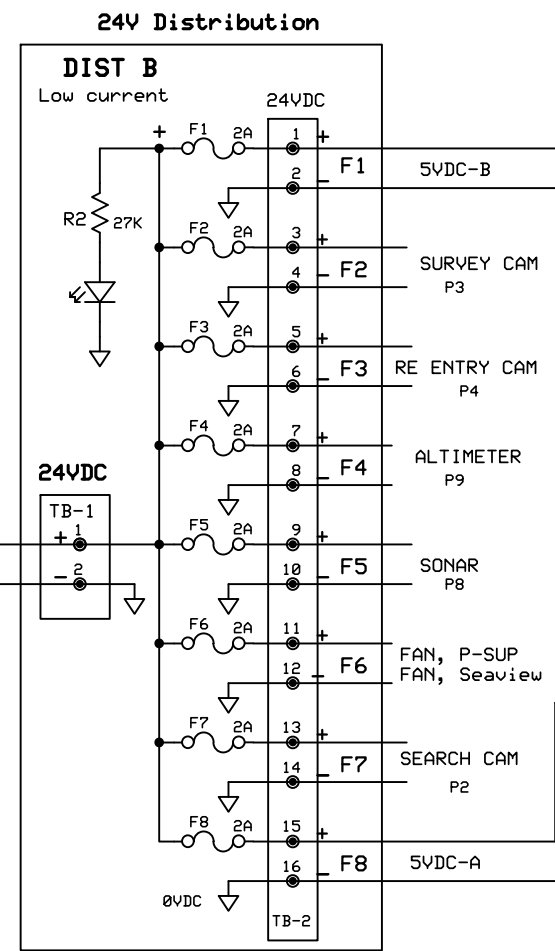 24V Distribution
DIST B
Low current
24VDC
+ F1 2A 1 + F1 5VDC-B
2 -
R2 27K
F2 2A 3 + F2 SURVEY CAM
4 - P3
F3 2A 5 + F3 RE ENTRY CAM
6 - P4
F4 2A 7 + F4 ALTIMETER
8 - P9
24VDC
TB-1
+ 1
- 2
F5 2A 9 + F5 SONAR
10 - P8
F6 2A 11 + F6 FAN, P-SUP
12 - FAN, Seaview
F7 2A 13 + F7 SEARCH CAM
14 - P2
F8 2A 15 + F8 5VDC-A
0VDC 16 -
TB-2